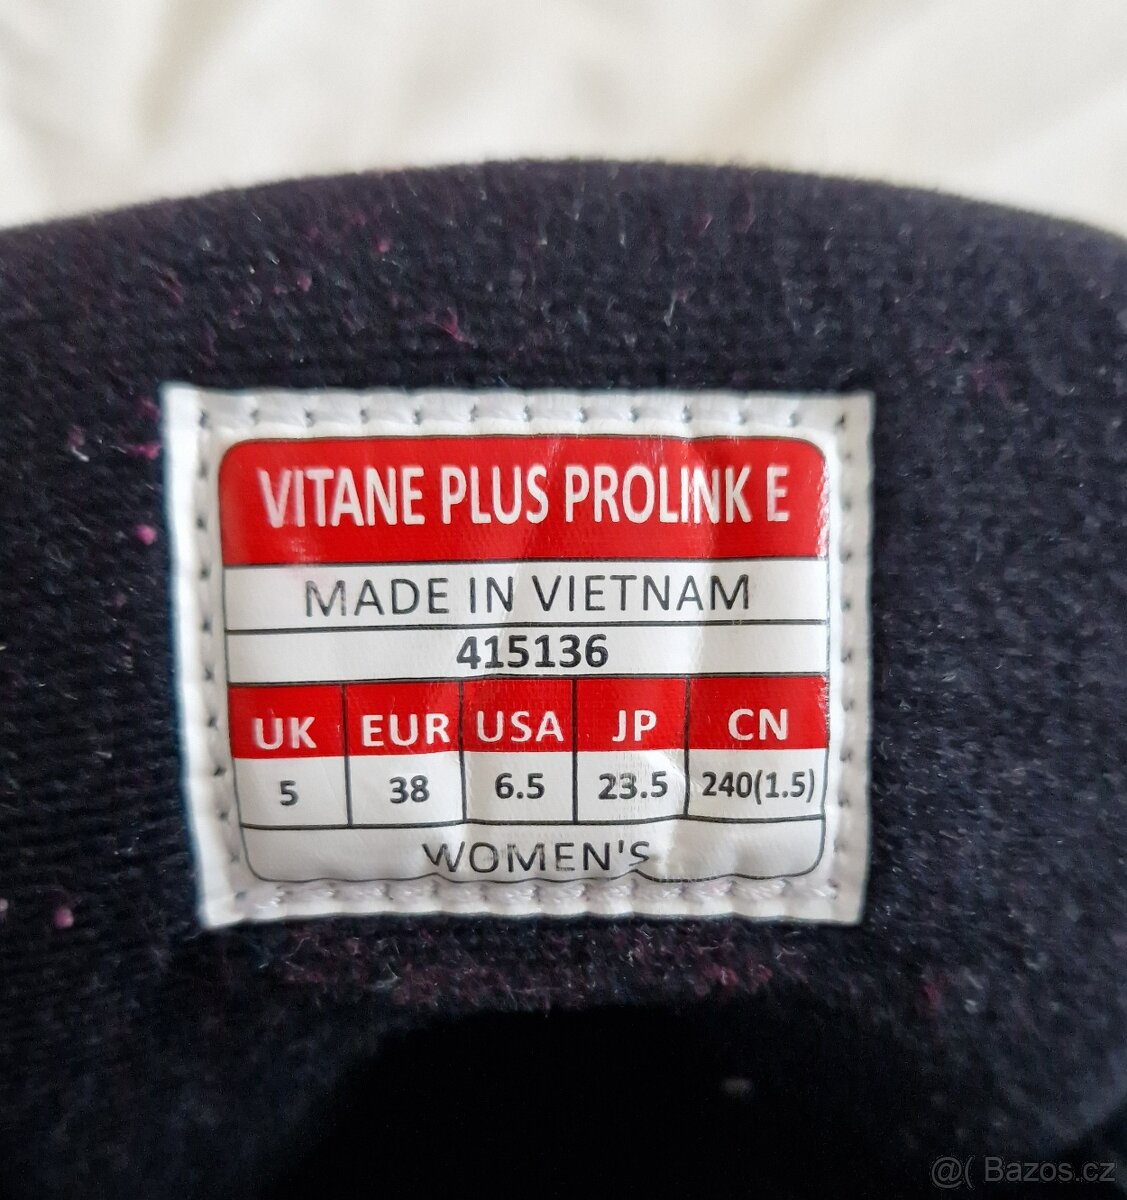 VITANE PLUS PROLINK E
MADE IN VIETNAM
415136
UK EUR USA JP CN
5 38 6.5 23.5 240(1.5)
WOMEN'S
@( Bazos.cz